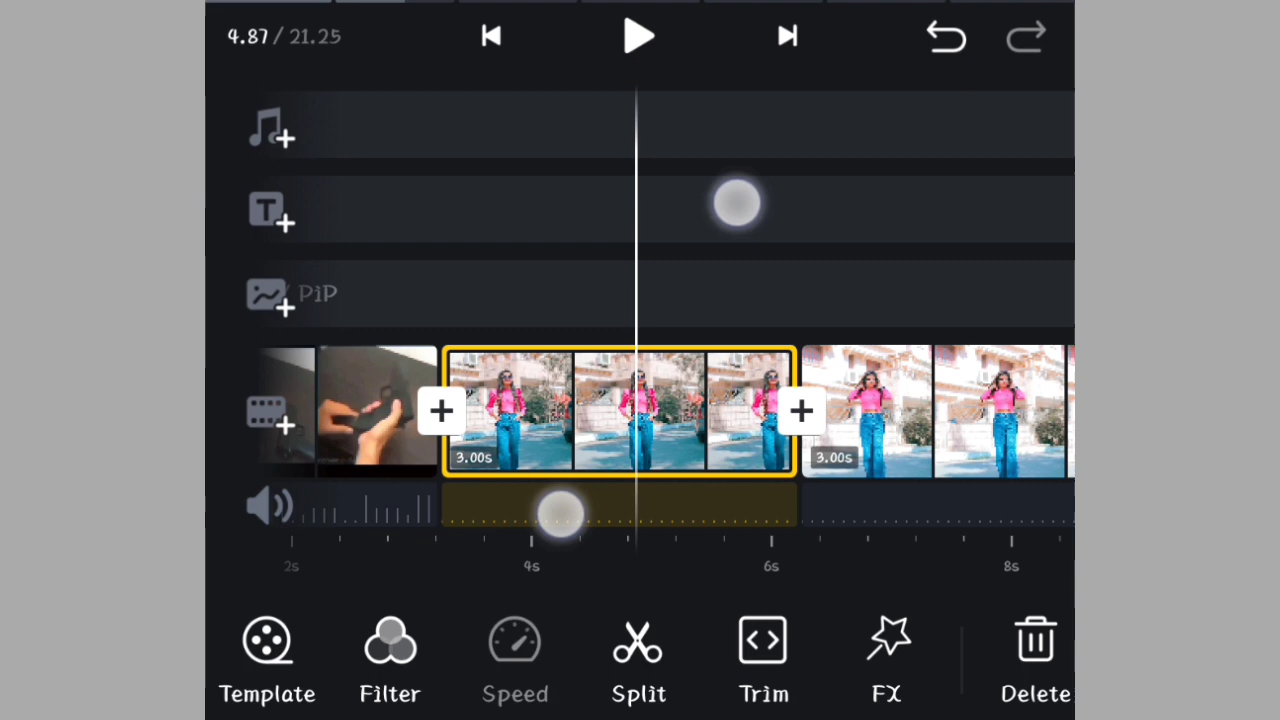 4.87 / 21.25
T
/ PiP
3.00s
3.00s
2s
4s
6s
8s
Template
Filter
Speed
Split
Trim
FX
Delete